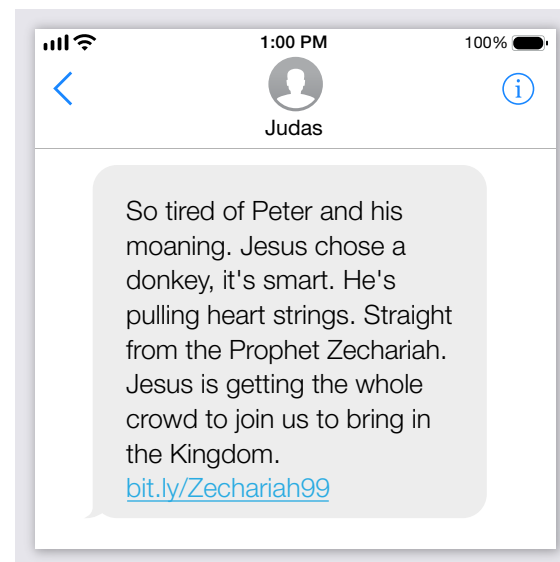 1:00 PM
100%
Judas
So tired of Peter and his
moaning. Jesus chose a
donkey, it's smart. He's
pulling heart strings. Straight
from the Prophet Zechariah.
Jesus is getting the whole
crowd to join us to bring in
the Kingdom.
bit.ly/Zechariah99